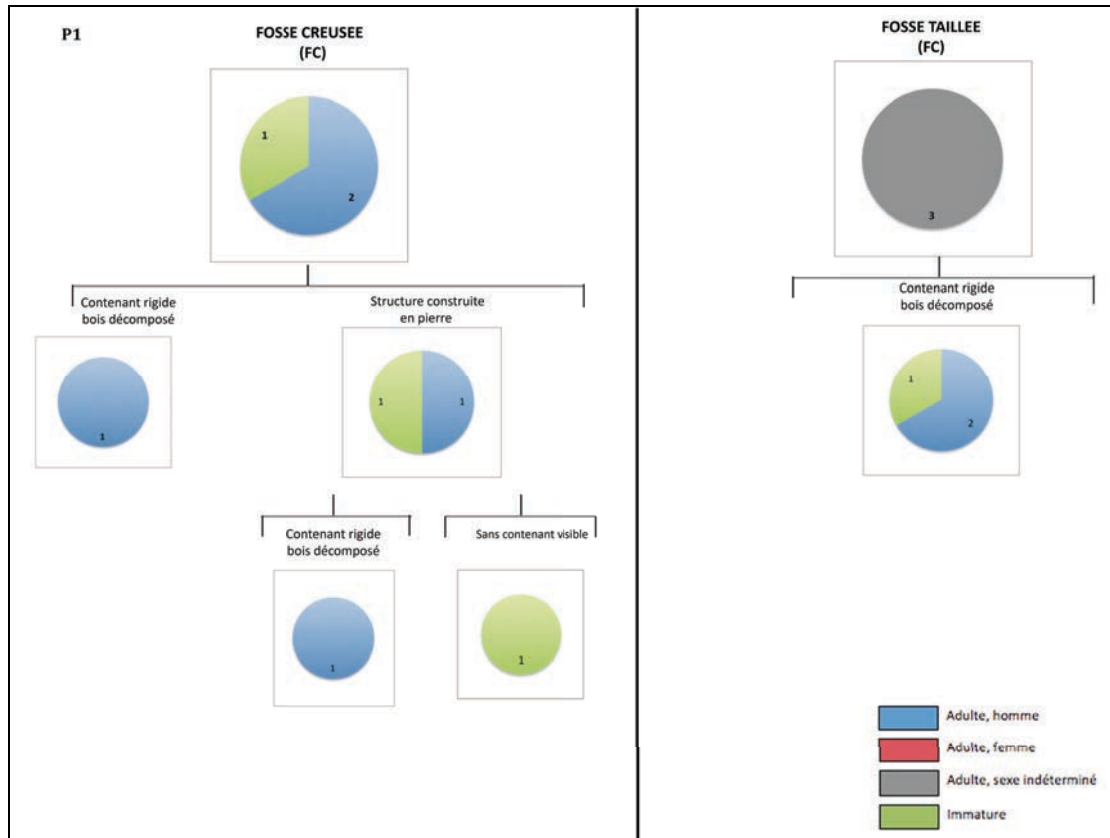 P1
FOSSE CREUSEE
(FC)
1
2
Contenant rigide
bois décomposé
1
Structure construite
en pierre
1
1
Contenant rigide
bois décomposé
1
Sans contenant visible
1
FOSSE TAILLEE
(FC)
3
Contenant rigide
bois décomposé
1
2
Adulte, homme
Adulte, femme
Adulte, sexe indéterminé
Immature